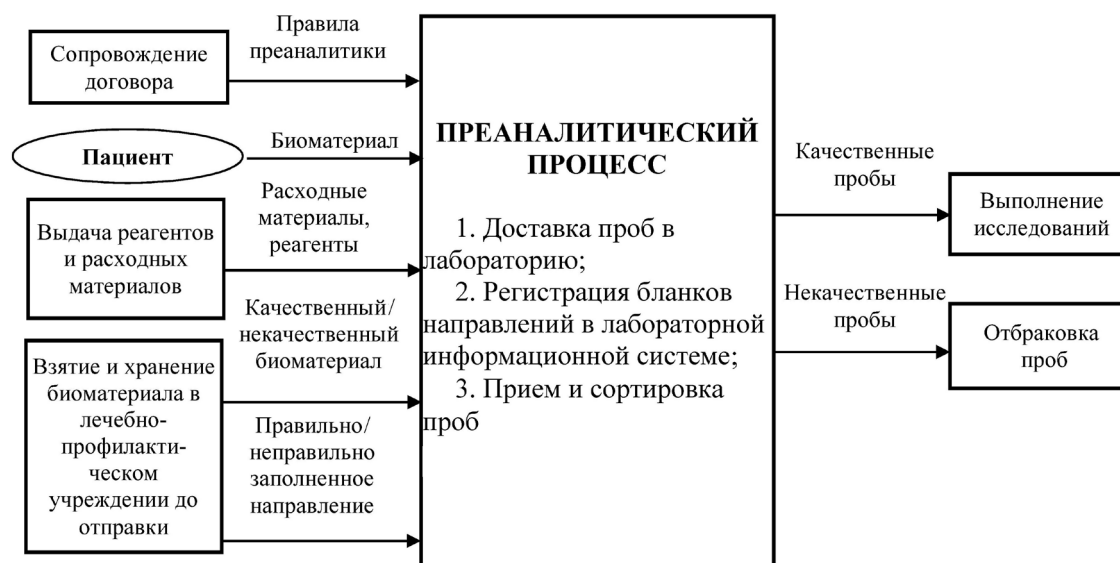 Сопровождение
договора
Правила
преаналитики
Пациент
Биоматериал
Выдача реагентов
и расходных
материалов
Расходные
материалы,
реагенты
Взятие и хранение
биоматериала в
лечебно-
профилакти-
ческом
учреждении до
отправки
Качественный/
некачественный
биоматериал
Правильно/
неправильно
заполненное
направление
ПРЕАНАЛИТИЧЕСКИЙ
ПРОЦЕСС
1. Доставка проб в
лабораторию;
2. Регистрация бланков
направлений в лабораторной
информационной системе;
3. Прием и сортировка
проб
Качественные
пробы
Выполнение
исследований
Некачественные
пробы
Отбраковка
проб